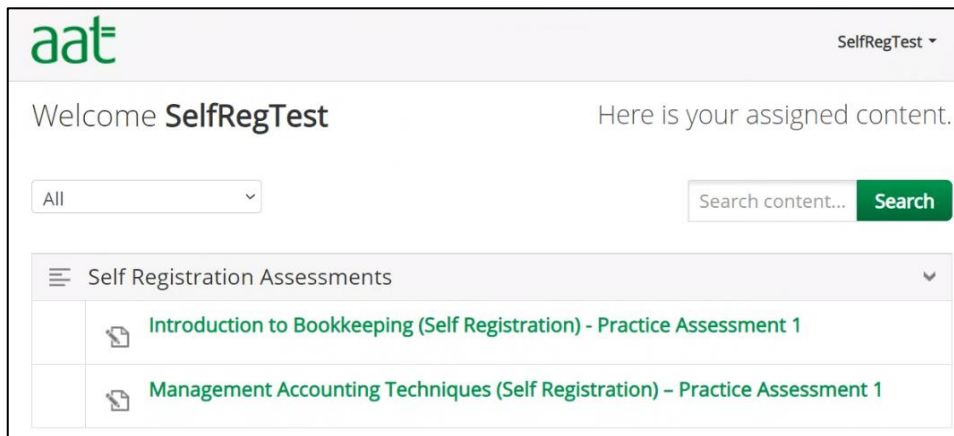 aat
SelfRegTest
Welcome SelfRegTest
Here is your assigned content.
All
Search content...
Search
Self Registration Assessments
Introduction to Bookkeeping (Self Registration) - Practice Assessment 1
Management Accounting Techniques (Self Registration) – Practice Assessment 1